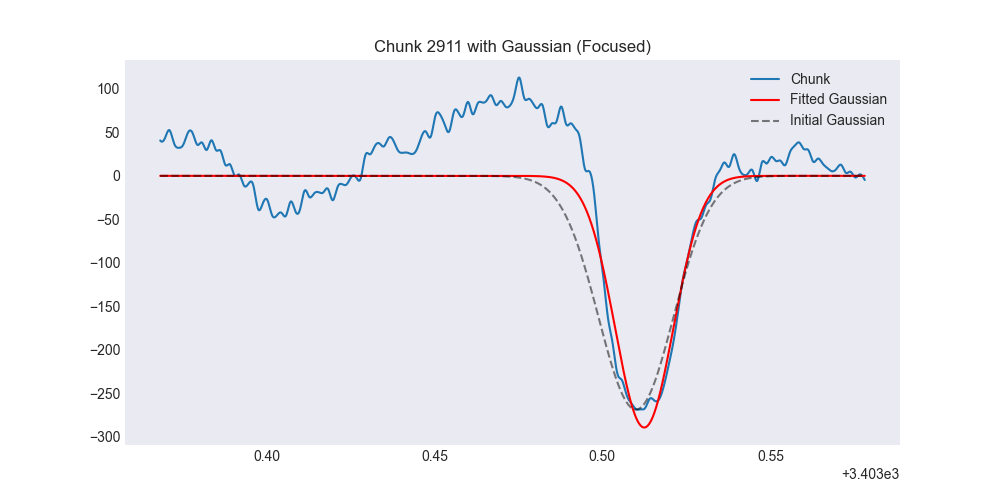 Chunk 2911 with Gaussian (Focused)
Chunk
Fitted Gaussian
Initial Gaussian
100
50
0
−50
−100
−150
−200
−250
−300
0.40 0.45 0.50 0.55
+3.403e3